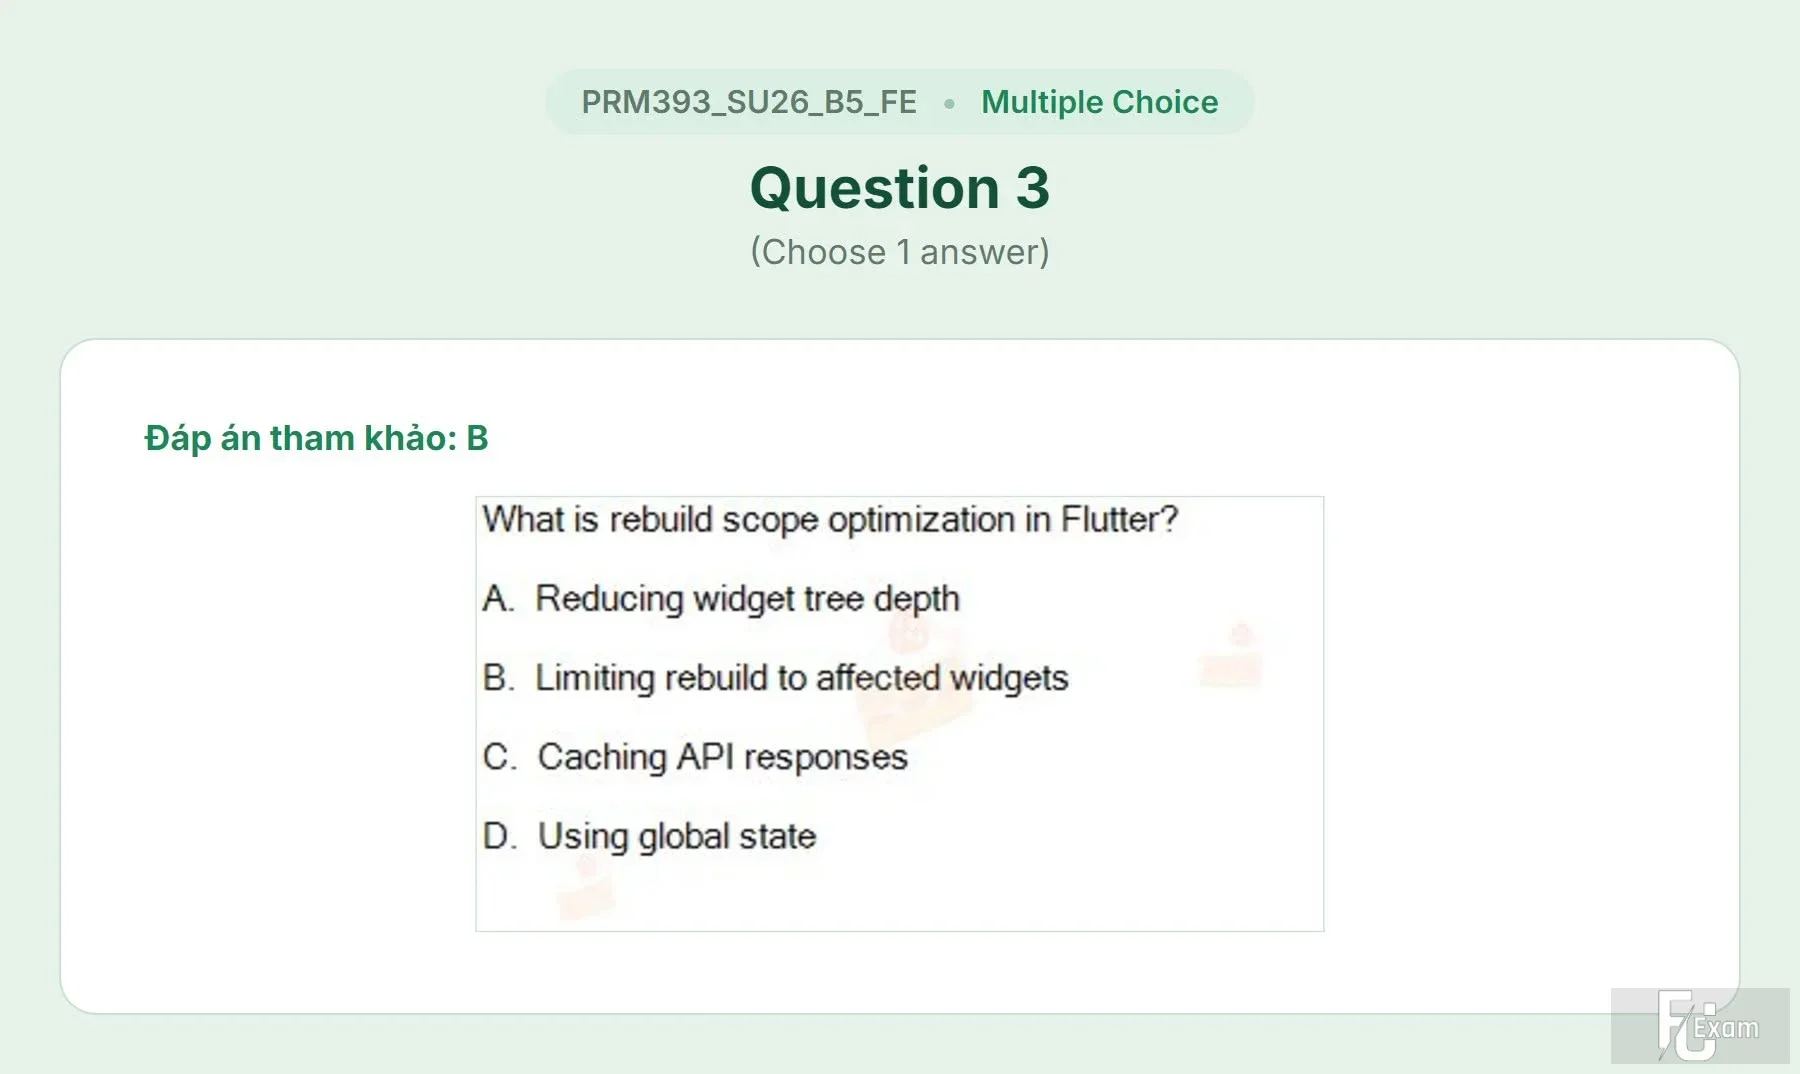 PRM393_SU26_B5_FE • Multiple Choice
Question 3
(Choose 1 answer)
Đáp án tham khảo: B
What is rebuild scope optimization in Flutter?
A. Reducing widget tree depth
B. Limiting rebuild to affected widgets
C. Caching API responses
D. Using global state
FU Exam